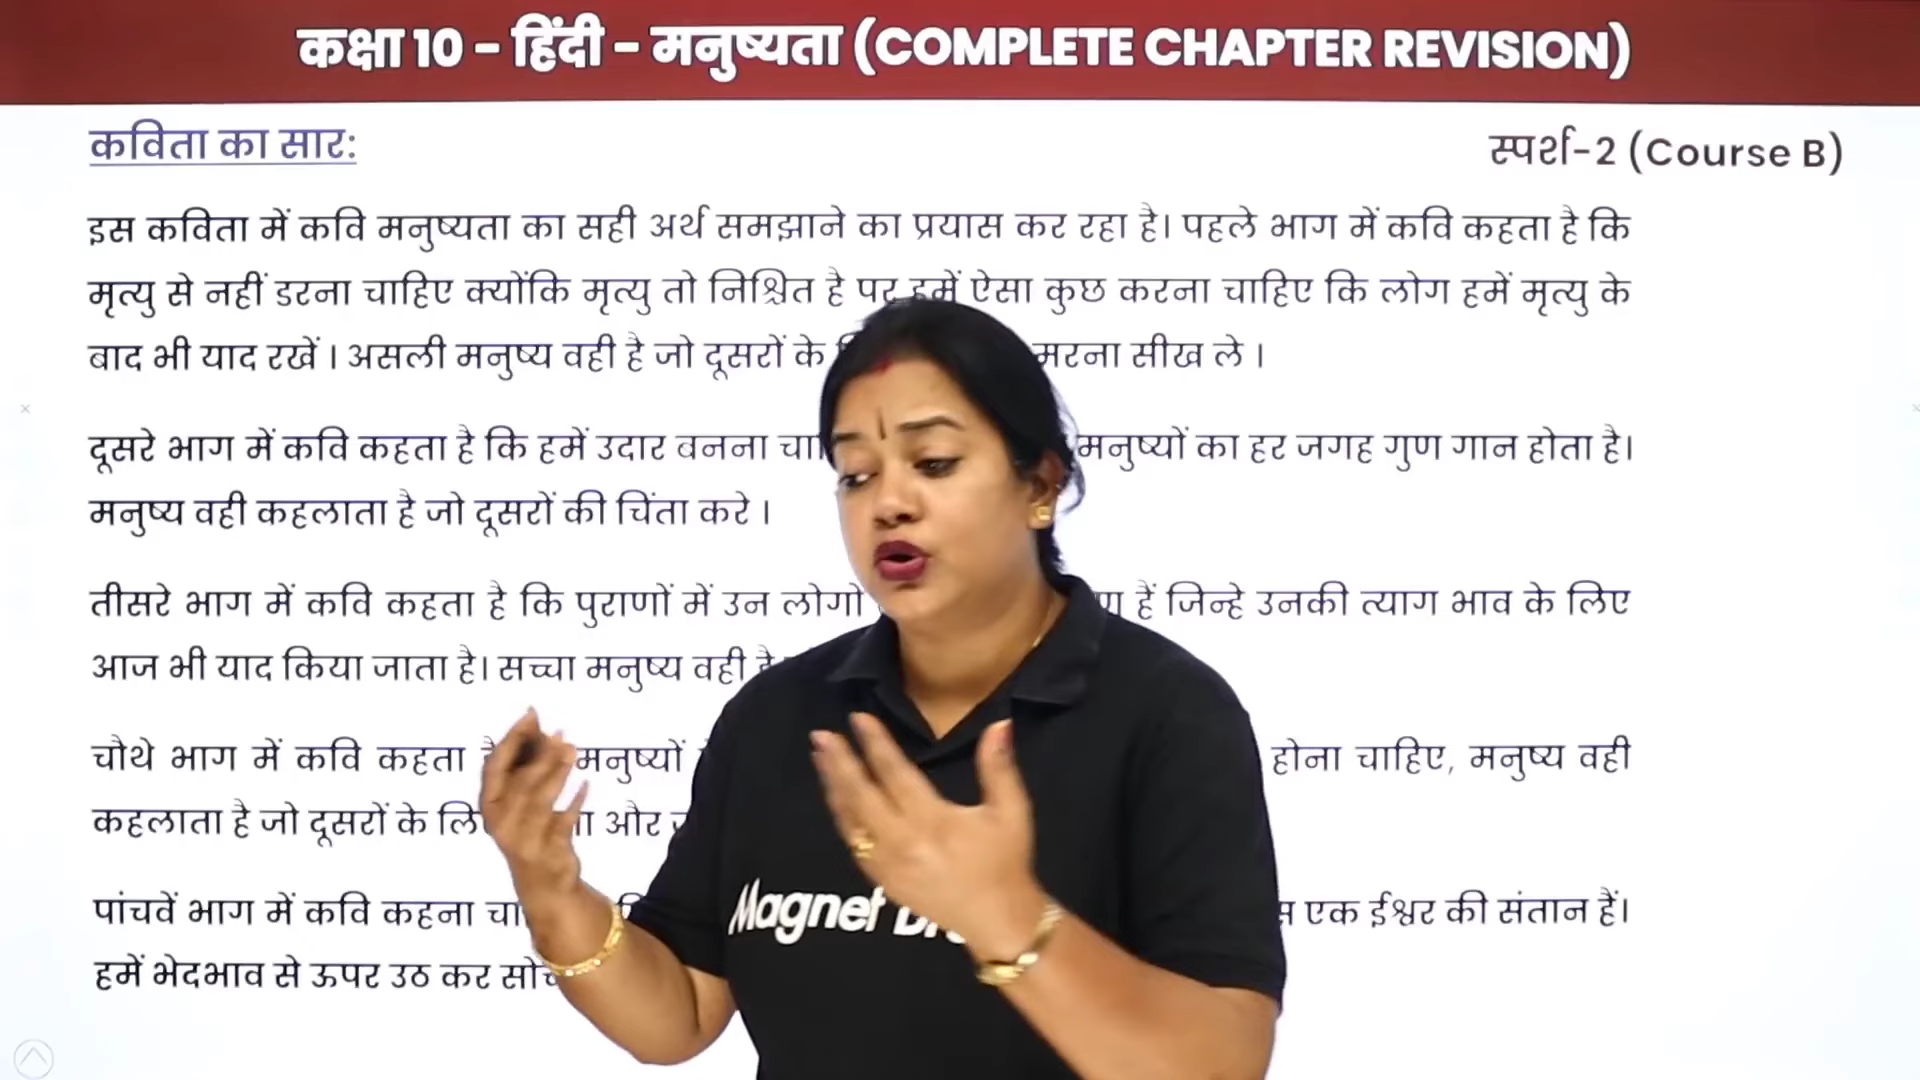 कक्षा 10 - हिंदी - मनुष्यता (COMPLETE CHAPTER REVISION)
कविता का सार:
स्पर्श-2 (Course B)
इस कविता में कवि मनुष्यता का सही अर्थ समझाने का प्रयास कर रहा है। पहले भाग में कवि कहता है कि
मृत्यु से नहीं डरना चाहिए क्योंकि मृत्यु तो निश्चित है पर हमें ऐसा कुछ करना चाहिए कि लोग हमें मृत्यु के
बाद भी याद रखें। असली मनुष्य वही है जो दूसरों के मरना सीख ले।
दूसरे भाग में कवि कहता है कि हमें उदार बनना मनुष्यों का हर जगह गुण गान होता है।
मनुष्य वही कहलाता है जो दूसरों की चिंता करे।
तीसरे भाग में कवि कहता है कि पुराणों में उन लोगों हैं जिन्हे उनकी त्याग भाव के लिए
आज भी याद किया जाता है। सच्चा मनुष्य वही
चौथे भाग में कवि कहता मनुष्यों होना चाहिए, मनुष्य वही
कहलाता है जो दूसरों के और
पांचवें भाग में कवि कहना एक ईश्वर की संतान हैं।
हमें भेदभाव से ऊपर उठ कर
Magnet